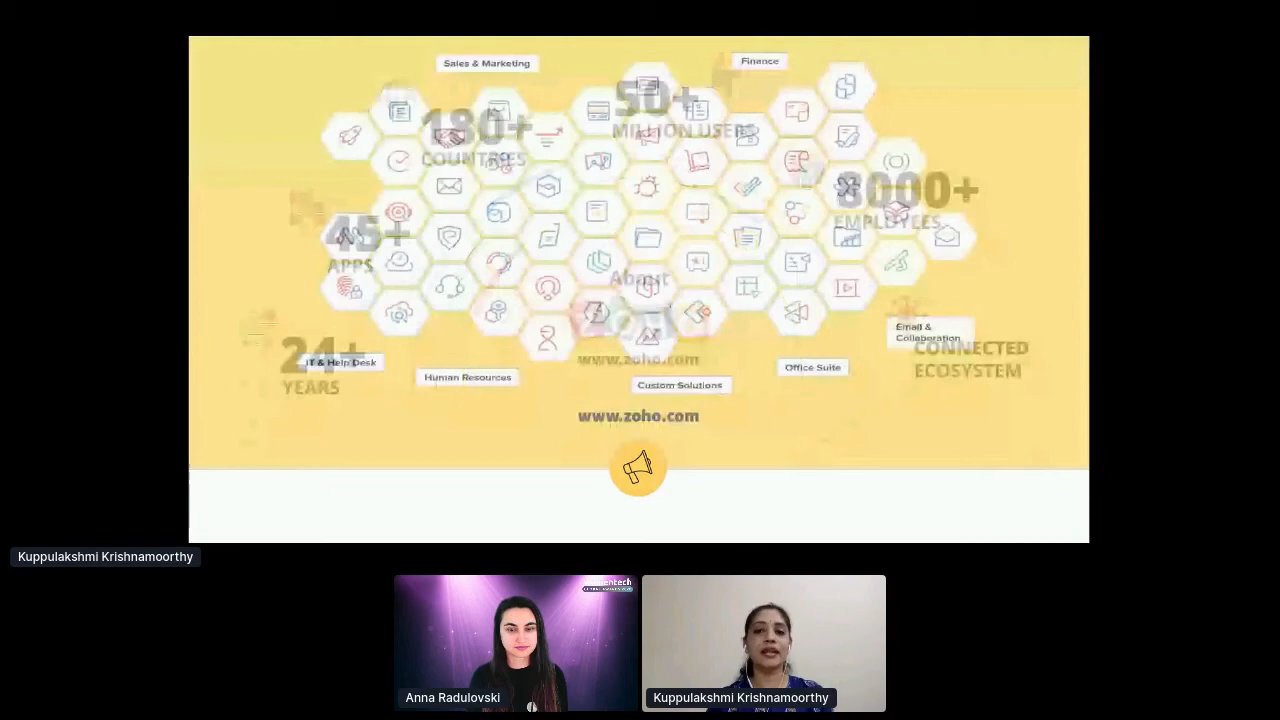 Sales & Marketing
Finance
50+
MILLION USERS
180+
COUNTRIES
8000+
EMPLOYEES
45+
APPS
About
Email &
Collaboration
24+
YEARS
IT & Help Desk
CONNECTED
ECOSYSTEM
www.zoho.com
Office Suite
Human Resources
Custom Solutions
www.zoho.com
Kuppulakshmi Krishnamoorthy
Anna Radulovski
Kuppulakshmi Krishnamoorthy